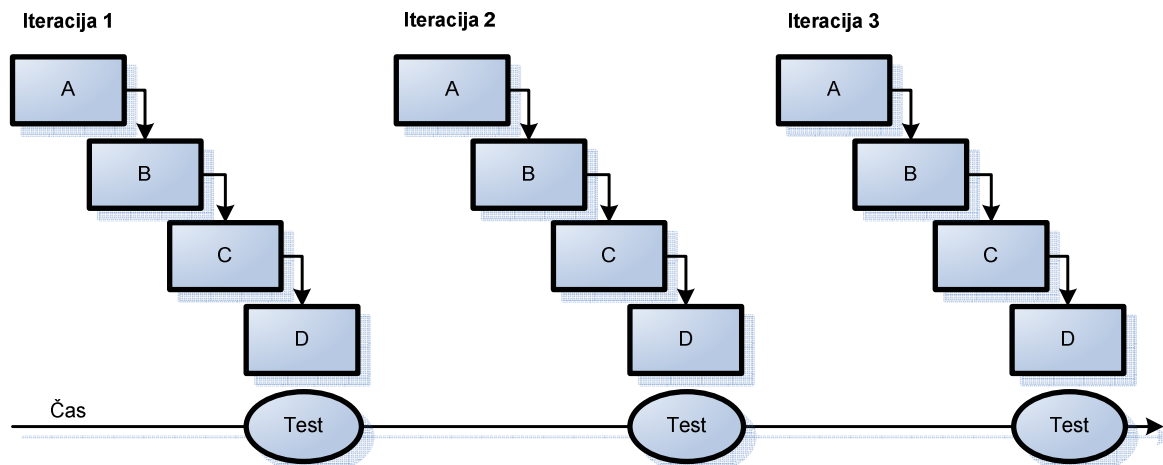 Iteracija 1
Iteracija 2
Iteracija 3
A
A
A
B
B
B
C
C
C
D
D
D
Čas
Test
Test
Test